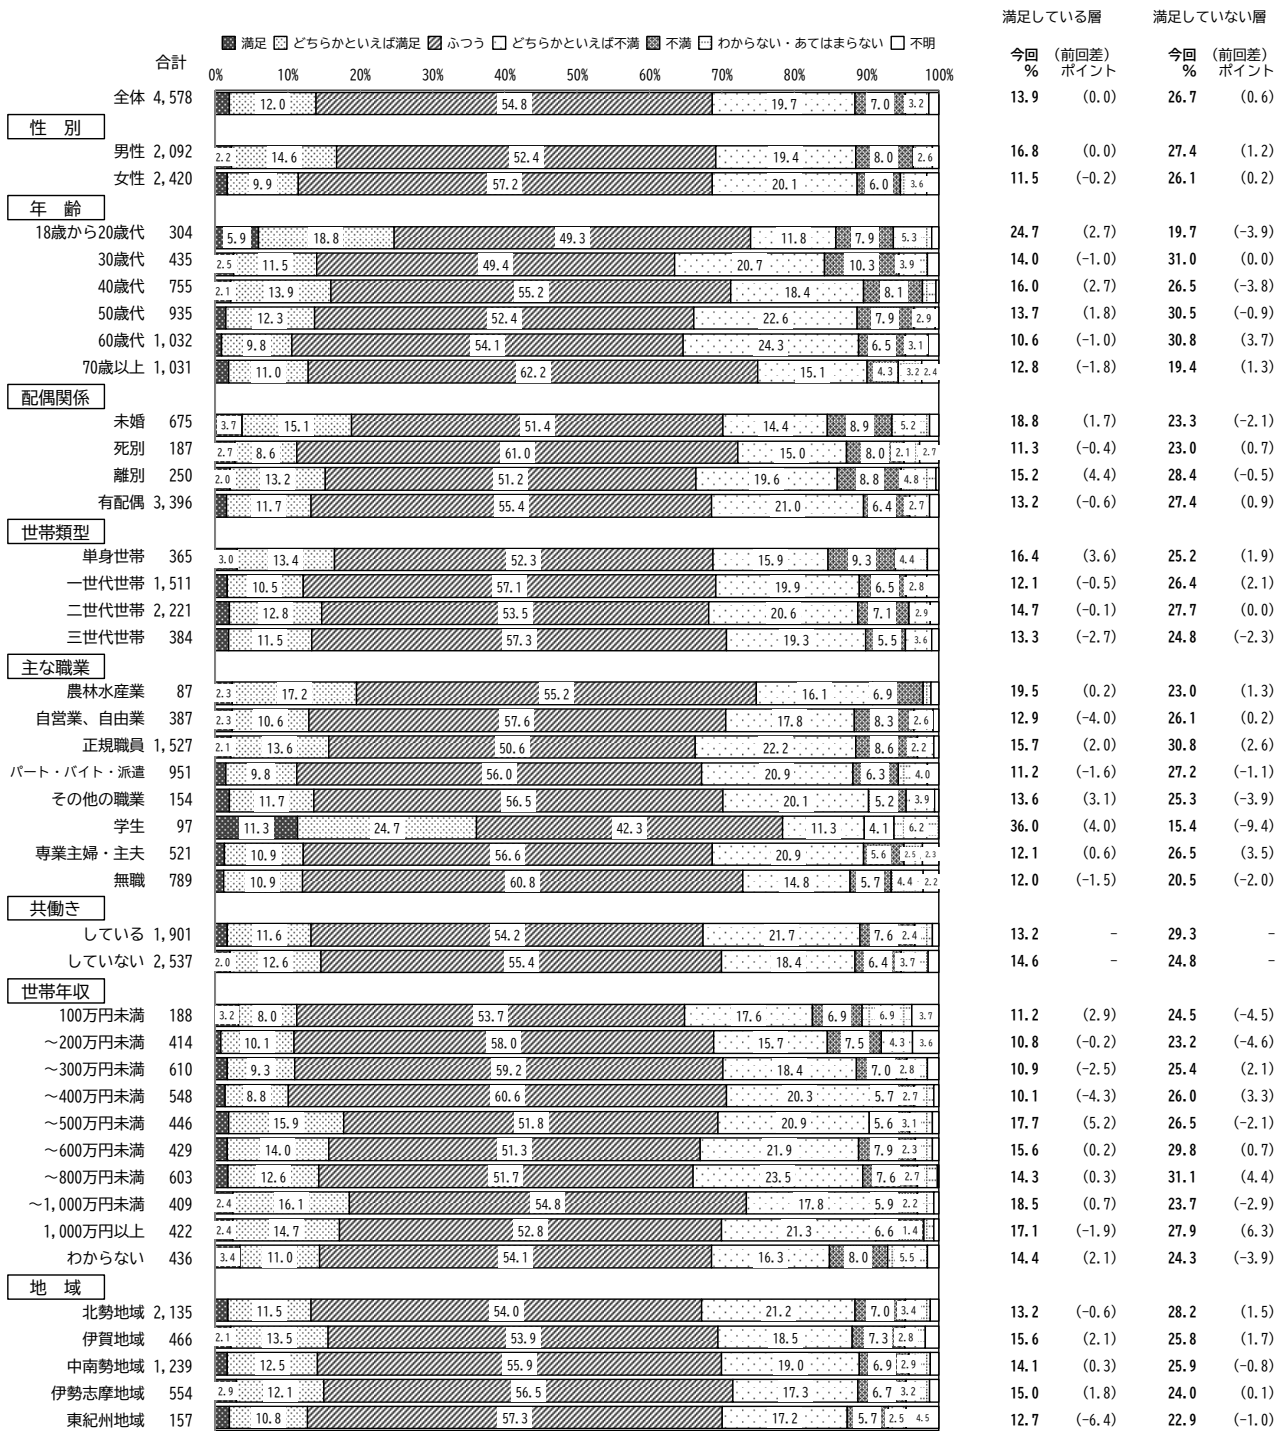 満足している層 満足していない層
満足 どちらかといえば満足 ふつう どちらかといえば不満 不満 わからない・あてはまらない 不明
合計 今回 % (前回差) ポイント 今回 % (前回差) ポイント
0% 10% 20% 30% 40% 50% 60% 70% 80% 90% 100%
全体 4,578 12.0 54.8 19.7 7.0 3.2 13.9 (0.0) 26.7 (0.6)
性 別
男性 2,092 2.2 14.6 52.4 19.4 8.0 2.6 16.8 (0.0) 27.4 (1.2)
女性 2,420 9.9 57.2 20.1 6.0 3.6 11.5 (-0.2) 26.1 (0.2)
年 齢
18歳から20歳代 304 5.9 18.8 49.3 11.8 7.9 5.3 24.7 (2.7) 19.7 (-3.9)
30歳代 435 2.5 11.5 49.4 20.7 10.3 3.9 14.0 (-1.0) 31.0 (0.0)
40歳代 755 2.1 13.9 55.2 18.4 8.1 16.0 (2.7) 26.5 (-3.8)
50歳代 935 12.3 52.4 22.6 7.9 2.9 13.7 (1.8) 30.5 (-0.9)
60歳代 1,032 9.8 54.1 24.3 6.5 3.1 10.6 (-1.0) 30.8 (3.7)
70歳以上 1,031 11.0 62.2 15.1 4.3 3.2 2.4 12.8 (-1.8) 19.4 (1.3)
配偶関係
未婚 675 3.7 15.1 51.4 14.4 8.9 5.2 18.8 (1.7) 23.3 (-2.1)
死別 187 2.7 8.6 61.0 15.0 8.0 2.1 2.7 11.3 (-0.4) 23.0 (0.7)
離別 250 2.0 13.2 51.2 19.6 8.8 4.8 15.2 (4.4) 28.4 (-0.5)
有配偶 3,396 11.7 55.4 21.0 6.4 2.7 13.2 (-0.6) 27.4 (0.9)
世帯類型
単身世帯 365 3.0 13.4 52.3 15.9 9.3 4.4 16.4 (3.6) 25.2 (1.9)
一世代世帯 1,511 10.5 57.1 19.9 6.5 2.8 12.1 (-0.5) 26.4 (2.1)
二世代世帯 2,221 12.8 53.5 20.6 7.1 2.9 14.7 (-0.1) 27.7 (0.0)
三世代世帯 384 11.5 57.3 19.3 5.5 3.6 13.3 (-2.7) 24.8 (-2.3)
主な職業
農林水産業 87 2.3 17.2 55.2 16.1 6.9 19.5 (0.2) 23.0 (1.3)
自営業、自由業 387 2.3 10.6 57.6 17.8 8.3 2.6 12.9 (-4.0) 26.1 (0.2)
正規職員 1,527 2.1 13.6 50.6 22.2 8.6 2.2 15.7 (2.0) 30.8 (2.6)
パート・バイト・派遣 951 9.8 56.0 20.9 6.3 4.0 11.2 (-1.6) 27.2 (-1.1)
その他の職業 154 11.7 56.5 20.1 5.2 3.9 13.6 (3.1) 25.3 (-3.9)
学生 97 11.3 24.7 42.3 11.3 4.1 6.2 36.0 (4.0) 15.4 (-9.4)
専業主婦・主夫 521 10.9 56.6 20.9 5.6 2.5 2.3 12.1 (0.6) 26.5 (3.5)
無職 789 10.9 60.8 14.8 5.7 4.4 2.2 12.0 (-1.5) 20.5 (-2.0)
共働き
している 1,901 11.6 54.2 21.7 7.6 2.4 13.2 - 29.3 -
していない 2,537 2.0 12.6 55.4 18.4 6.4 3.7 14.6 - 24.8 -
世帯年収
100万円未満 188 3.2 8.0 53.7 17.6 6.9 6.9 3.7 11.2 (2.9) 24.5 (-4.5)
～200万円未満 414 10.1 58.0 15.7 7.5 4.3 3.6 10.8 (-0.2) 23.2 (-4.6)
～300万円未満 610 9.3 59.2 18.4 7.0 2.8 10.9 (-2.5) 25.4 (2.1)
～400万円未満 548 8.8 60.6 20.3 5.7 2.7 10.1 (-4.3) 26.0 (3.3)
～500万円未満 446 15.9 51.8 20.9 5.6 3.1 17.7 (5.2) 26.5 (-2.1)
～600万円未満 429 14.0 51.3 21.9 7.9 2.3 15.6 (0.2) 29.8 (0.7)
～800万円未満 603 12.6 51.7 23.5 7.6 2.7 14.3 (0.3) 31.1 (4.4)
～1,000万円未満 409 2.4 16.1 54.8 17.8 5.9 2.2 18.5 (0.7) 23.7 (-2.9)
1,000万円以上 422 2.4 14.7 52.8 21.3 6.6 1.4 17.1 (-1.9) 27.9 (6.3)
わからない 436 3.4 11.0 54.1 16.3 8.0 5.5 14.4 (2.1) 24.3 (-3.9)
地 域
北勢地域 2,135 11.5 54.0 21.2 7.0 3.4 13.2 (-0.6) 28.2 (1.5)
伊賀地域 466 2.1 13.5 53.9 18.5 7.3 2.8 15.6 (2.1) 25.8 (1.7)
中南勢地域 1,239 12.5 55.9 19.0 6.9 2.9 14.1 (0.3) 25.9 (-0.8)
伊勢志摩地域 554 2.9 12.1 56.5 17.3 6.7 3.2 15.0 (1.8) 24.0 (0.1)
東紀州地域 157 10.8 57.3 17.2 5.7 2.5 4.5 12.7 (-6.4) 22.9 (-1.0)